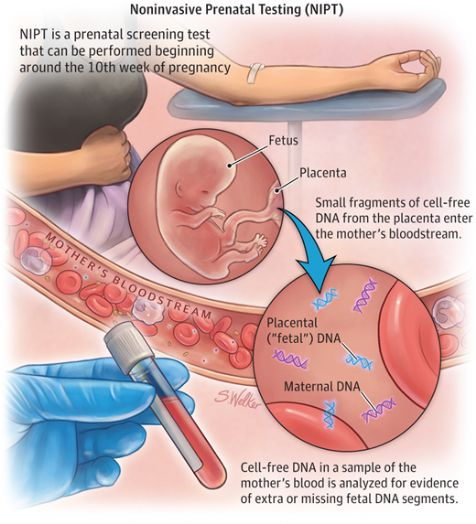 Noninvasive Prenatal Testing (NIPT)
NIPT is a prenatal screening test
that can be performed beginning
around the 10th week of pregnancy
Fetus
Placenta
Small fragments of cell-free
DNA from the placenta enter
the mother's bloodstream.
MOTHER'S BLOODSTREAM
Placental
("fetal") DNA
Maternal DNA
S. Walker
Cell-free DNA in a sample of the
mother's blood is analyzed for evidence
of extra or missing fetal DNA segments.